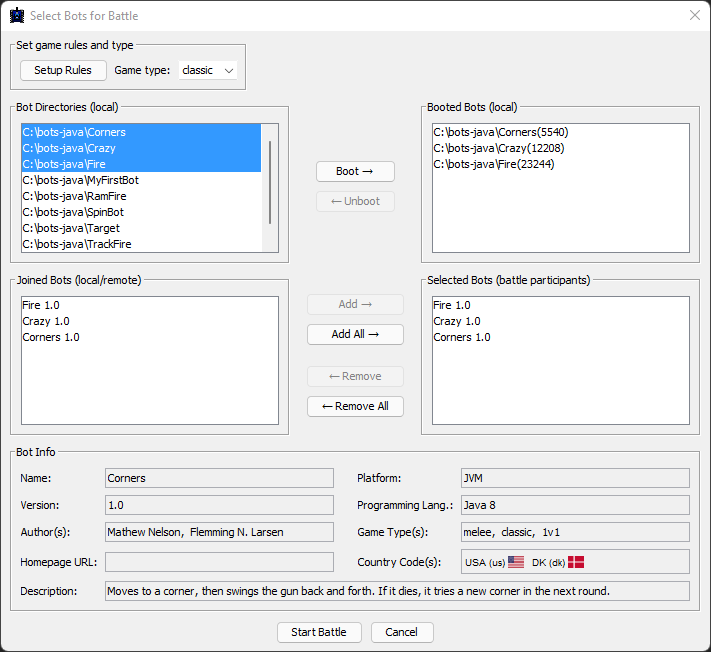 Select Bots for Battle
Set game rules and type
Setup Rules Game type: classic
Bot Directories (local)
C:\bots-java\Corners
C:\bots-java\Crazy
C:\bots-java\Fire
C:\bots-java\MyFirstBot
C:\bots-java\RamFire
C:\bots-java\SpinBot
C:\bots-java\Target
C:\bots-java\TrackFire
Boot →
← Unboot
Booted Bots (local)
C:\bots-java\Corners(5540)
C:\bots-java\Crazy(12208)
C:\bots-java\Fire(23244)
Joined Bots (local/remote)
Fire 1.0
Crazy 1.0
Corners 1.0
Add →
Add All →
← Remove
← Remove All
Selected Bots (battle participants)
Fire 1.0
Crazy 1.0
Corners 1.0
Bot Info
Name: Corners Platform: JVM
Version: 1.0 Programming Lang.: Java 8
Author(s): Mathew Nelson, Flemming N. Larsen Game Type(s): melee, classic, 1v1
Homepage URL: Country Code(s): USA (us) DK (dk)
Description: Moves to a corner, then swings the gun back and forth. If it dies, it tries a new corner in the next round.
Start Battle Cancel